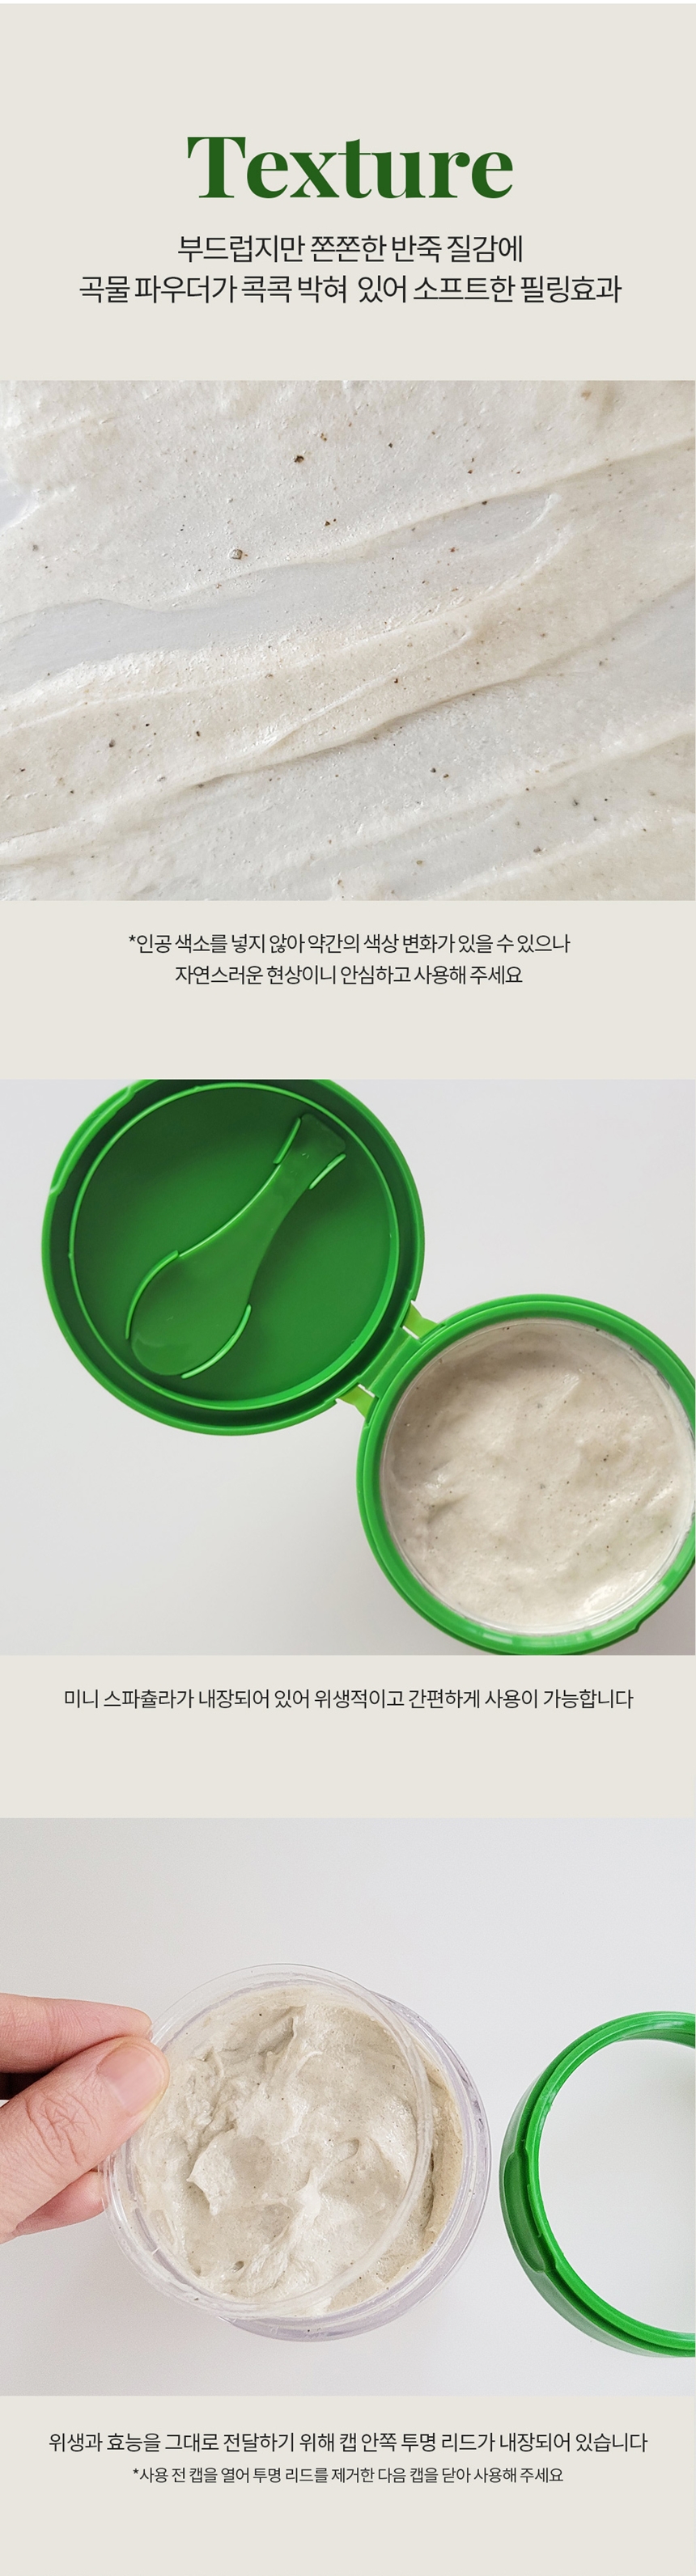 Texture
부드럽지만 쫀쫀한 반죽 질감에
곡물 파우더가 콕콕 박혀 있어 소프트한 필링효과
*인공 색소를 넣지 않아 약간의 색상 변화가 있을 수 있으나
자연스러운 현상이니 안심하고 사용해 주세요
미니 스파츌라가 내장되어 있어 위생적이고 간편하게 사용이 가능합니다
위생과 효능을 그대로 전달하기 위해 캡 안쪽 투명 리드가 내장되어 있습니다
*사용 전 캡을 열어 투명 리드를 제거한 다음 캡을 닫아 사용해 주세요